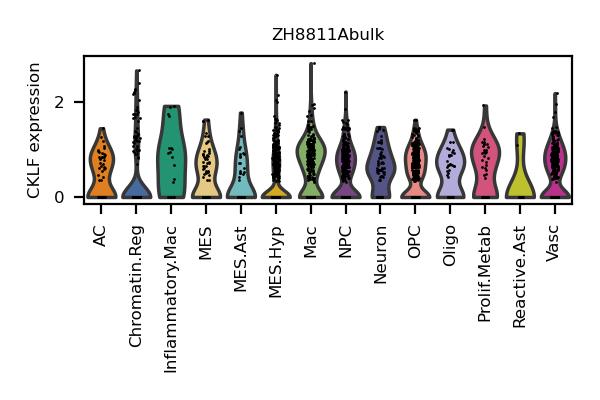 ZH8811Abulk
CKLF expression
2
0
AC
Chromatin.Reg
Inflammatory.Mac
MES
MES.Ast
MES.Hyp
Mac
NPC
Neuron
OPC
Oligo
Prolif.Metab
Reactive.Ast
Vasc